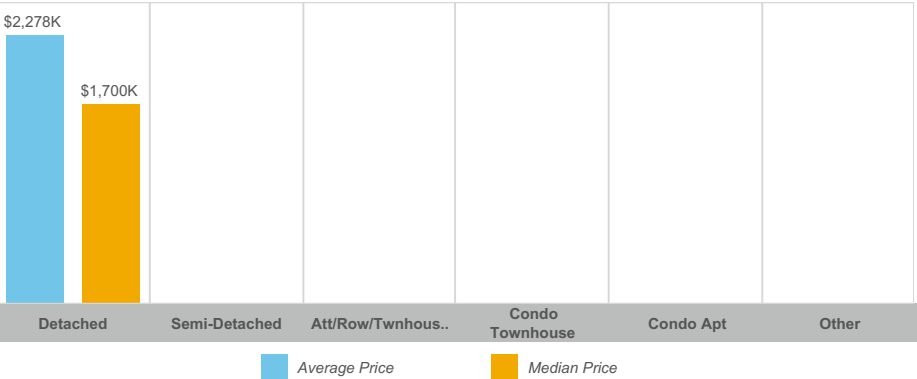 $2,278K
$1,700K
Detached
Semi-Detached
Att/Row/Twnhous..
Condo
Townhouse
Condo Apt
Other
Average Price
Median Price